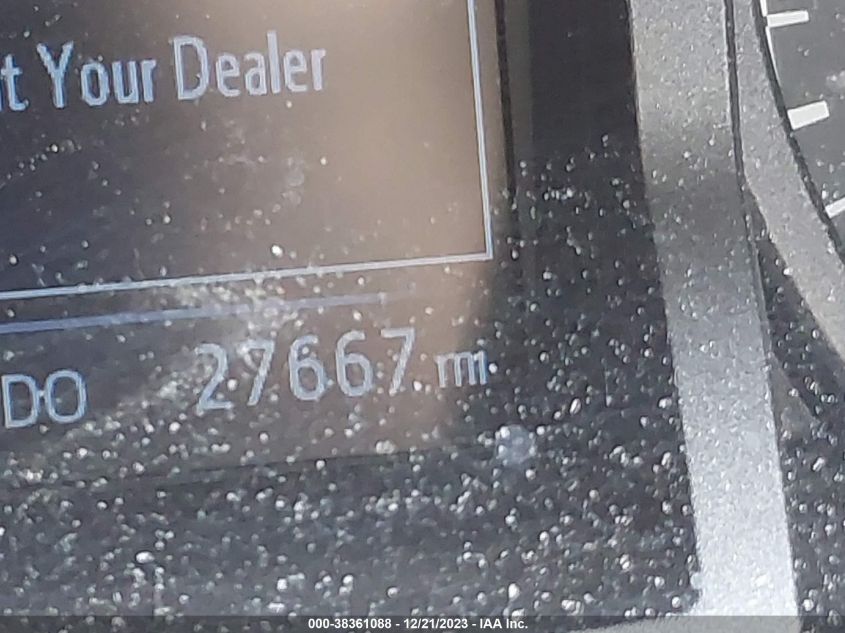 t Your Dealer
DO 27667 mi
000-38361088 - 12/21/2023 - IAA Inc.